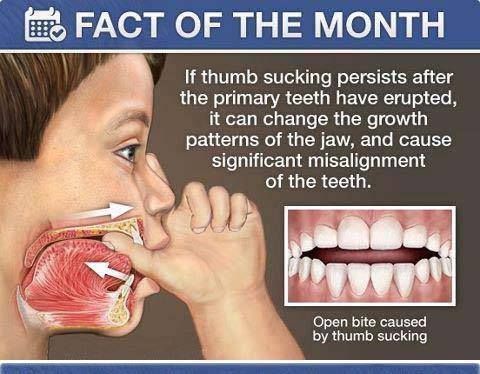 FACT OF THE MONTH
If thumb sucking persists after
the primary teeth have erupted,
it can change the growth
patterns of the jaw, and cause
significant misalignment
of the teeth.
Open bite caused
by thumb sucking